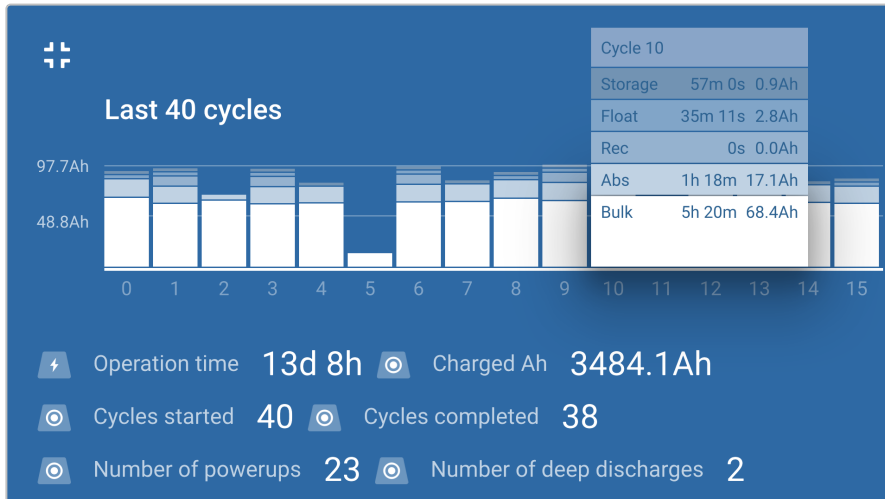 Cycle 10
Storage 57m 0s 0.9Ah
Float 35m 11s 2.8Ah
Rec 0s 0.0Ah
Abs 1h 18m 17.1Ah
Bulk 5h 20m 68.4Ah
Last 40 cycles
97.7Ah
48.8Ah
0 1 2 3 4 5 6 7 8 9 10 11 12 13 14 15
Operation time 13d 8h Charged Ah 3484.1Ah
Cycles started 40 Cycles completed 38
Number of powerups 23 Number of deep discharges 2